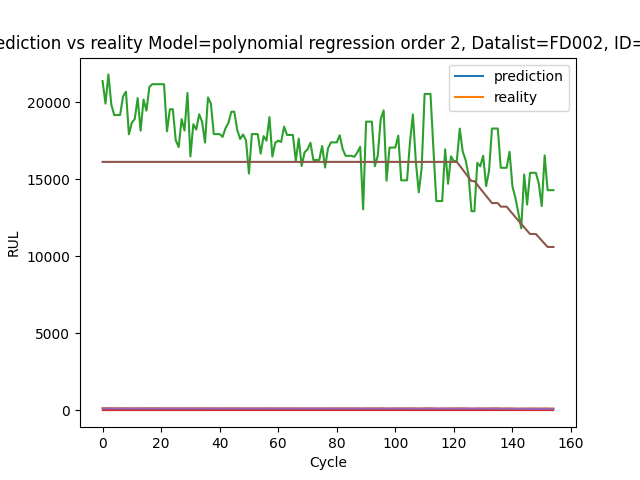 ediction vs reality Model=polynomial regression order 2, Datalist=FD002, ID=
prediction
reality
RUL
20000
15000
10000
5000
0
0 20 40 60 80 100 120 140 160
Cycle